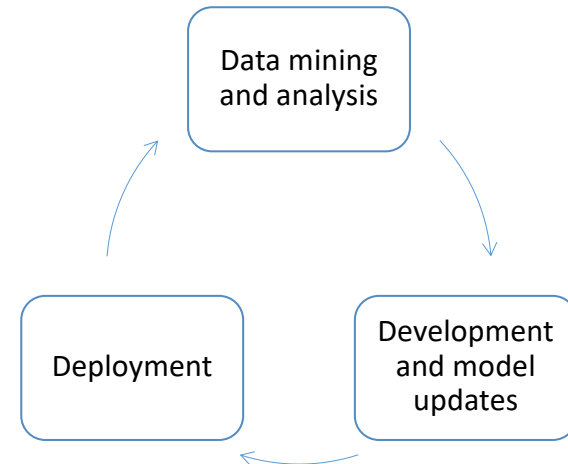 Data mining
and analysis
Deployment
Development
and model
updates